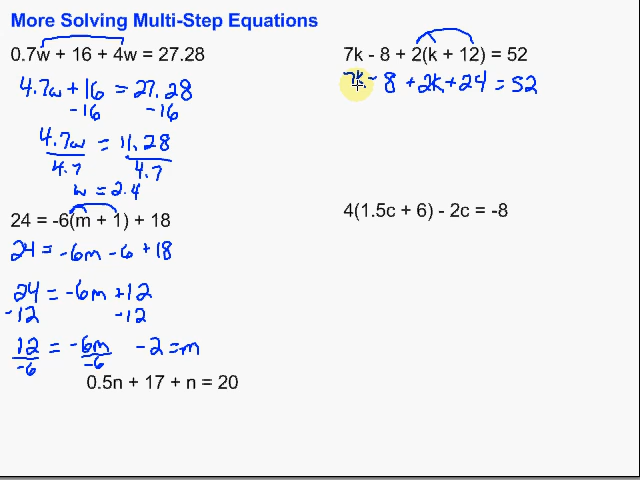 More Solving Multi-Step Equations
0.7w + 16 + 4w = 27.28
4.7w + 16 = 27.28
-16 -16
4.7w = 11.28
4.7 4.7
w = 2.4
24 = -6(m + 1) + 18
24 = -6m - 6 + 18
24 = -6m + 12
-12 -12
12 = -6m -2 = m
-6 -6
0.5n + 17 + n = 20
7k - 8 + 2(k + 12) = 52
7k - 8 + 2k + 24 = 52
4(1.5c + 6) - 2c = -8